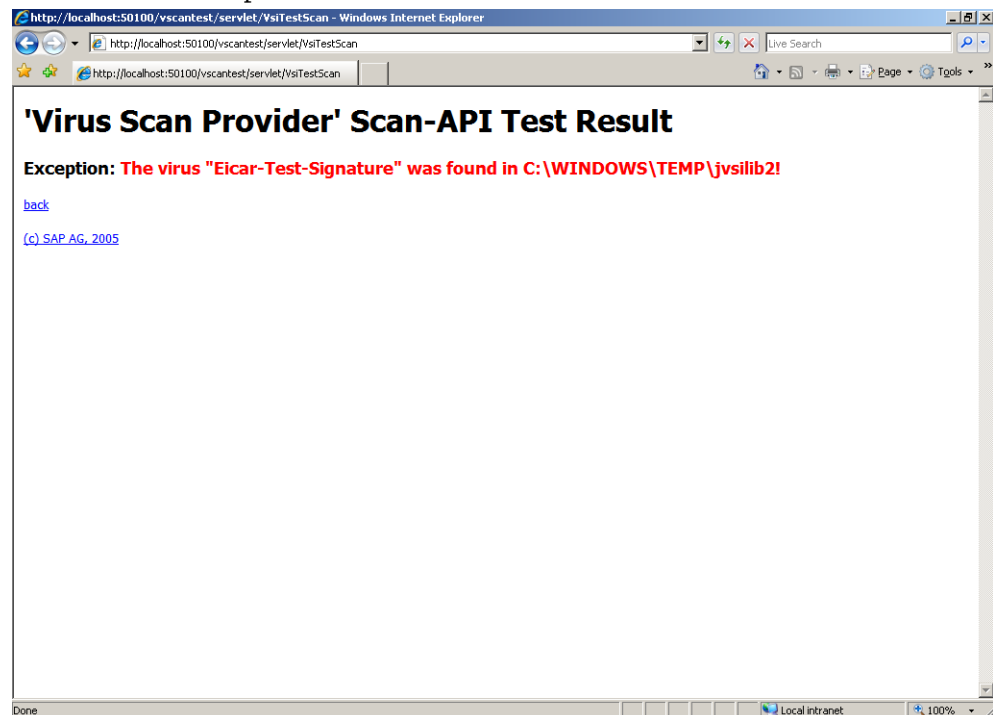 http://localhost:50100/vscantest/servlet/VsiTestScan - Windows Internet Explorer
http://localhost:50100/vscantest/servlet/VsiTestScan
Live Search
http://localhost:50100/vscantest/servlet/VsiTestScan
Page
Tools
'Virus Scan Provider' Scan-API Test Result
Exception: The virus "Eicar-Test-Signature" was found in C:\WINDOWS\TEMP\jvsilib2!
back
(c) SAP AG, 2005
Done
Local intranet
100%